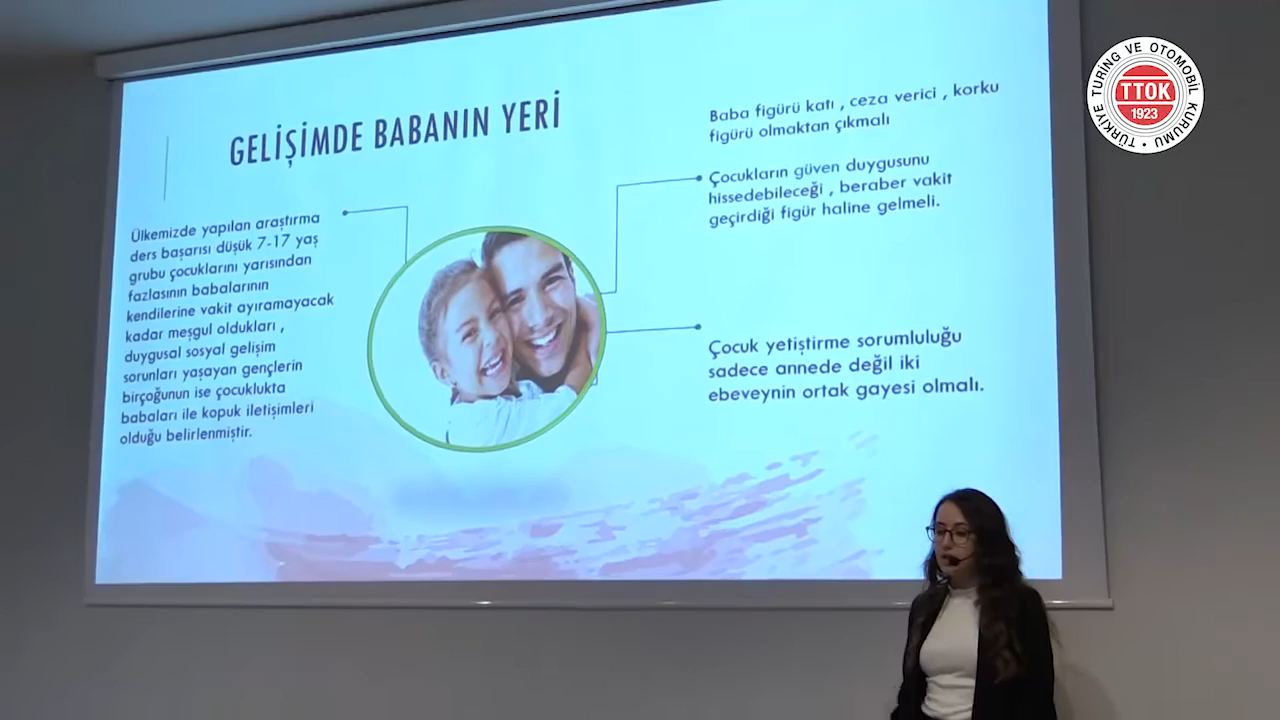 GELİŞİMDE BABANIN YERİ
Ülkemizde yapılan araştırma
ders başarısı düşük 7-17 yaş
grubu çocuklarını yarısından
fazlasının babalarının
kendilerine vakit ayıramayacak
kadar meşgul oldukları ,
duygusal sosyal gelişim
sorunları yaşayan gençlerin
birçoğunun ise çocuklukta
babaları ile kopuk iletişimleri
olduğu belirlenmiştir.
Baba figürü katı , ceza verici , korku
figürü olmaktan çıkmalı
Çocukların güven duygusunu
hissedebileceği , beraber vakit
geçirdiği figür haline gelmeli.
Çocuk yetiştirme sorumluluğu
sadece annede değil iki
ebeveynin ortak gayesi olmalı.
TÜRKİYE TURİNG VE OTOMOBİL KURUMU •
TTOK
1923